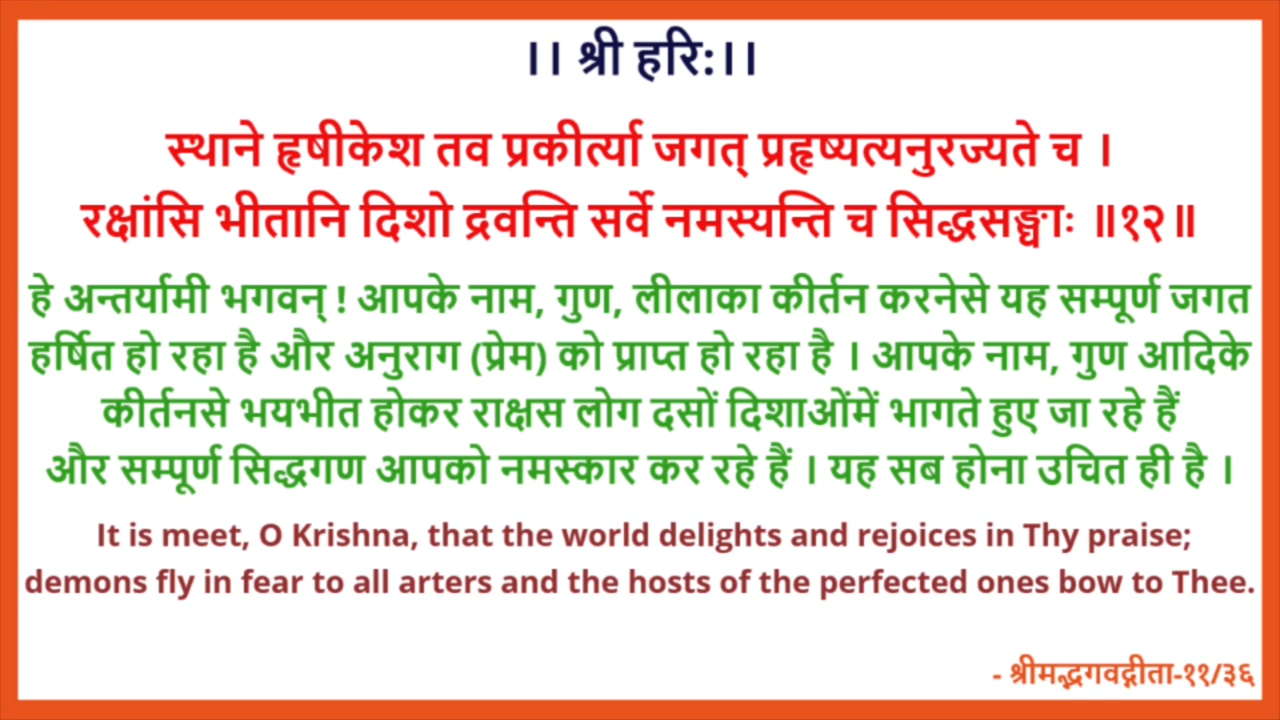 ।। श्री हरि:।।
स्थाने हृषीकेश तव प्रकीर्त्या जगत् प्रहृष्यत्यनुरज्यते च ।
रक्षांसि भीतानि दिशो द्रवन्ति सर्वे नमस्यन्ति च सिद्धसङ्घाः ॥१२॥
हे अन्तर्यामी भगवन् ! आपके नाम, गुण, लीलाका कीर्तन करनेसे यह सम्पूर्ण जगत
हर्षित हो रहा है और अनुराग (प्रेम) को प्राप्त हो रहा है । आपके नाम, गुण आदिके
कीर्तनसे भयभीत होकर राक्षस लोग दसों दिशाओंमें भागते हुए जा रहे हैं
और सम्पूर्ण सिद्धगण आपको नमस्कार कर रहे हैं । यह सब होना उचित ही है ।
It is meet, O Krishna, that the world delights and rejoices in Thy praise;
demons fly in fear to all arters and the hosts of the perfected ones bow to Thee.
- श्रीमद्भगवद्गीता-११/३६